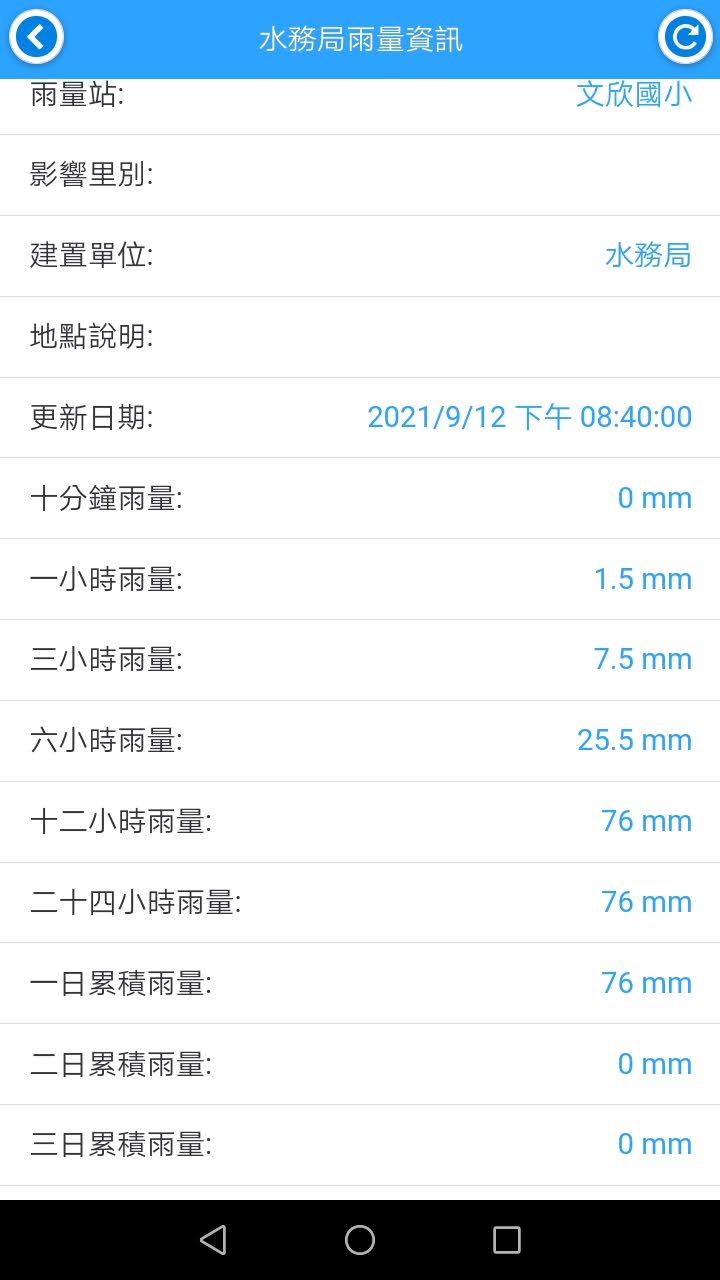 水務局雨量資訊
雨量站: 文欣國小
影響里別:
建置單位: 水務局
地點說明:
更新日期: 2021/9/12 下午 08:40:00
十分鐘雨量: 0 mm
一小時雨量: 1.5 mm
三小時雨量: 7.5 mm
六小時雨量: 25.5 mm
十二小時雨量: 76 mm
二十四小時雨量: 76 mm
一日累積雨量: 76 mm
二日累積雨量: 0 mm
三日累積雨量: 0 mm